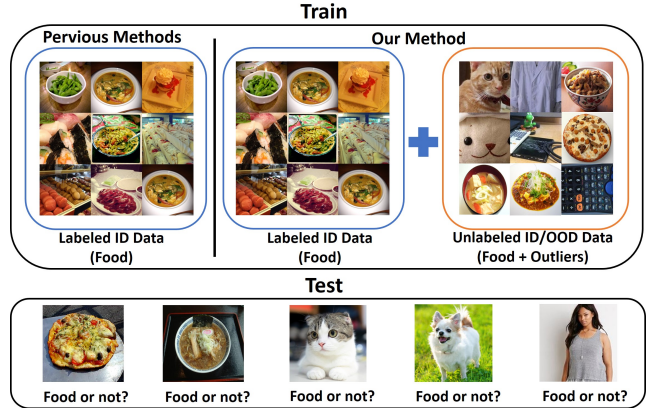 Train
Pervious Methods
Our Method
Labeled ID Data
(Food)
Labeled ID Data
(Food)
Unlabeled ID/OOD Data
(Food + Outliers)
Test
Food or not?
Food or not?
Food or not?
Food or not?
Food or not?